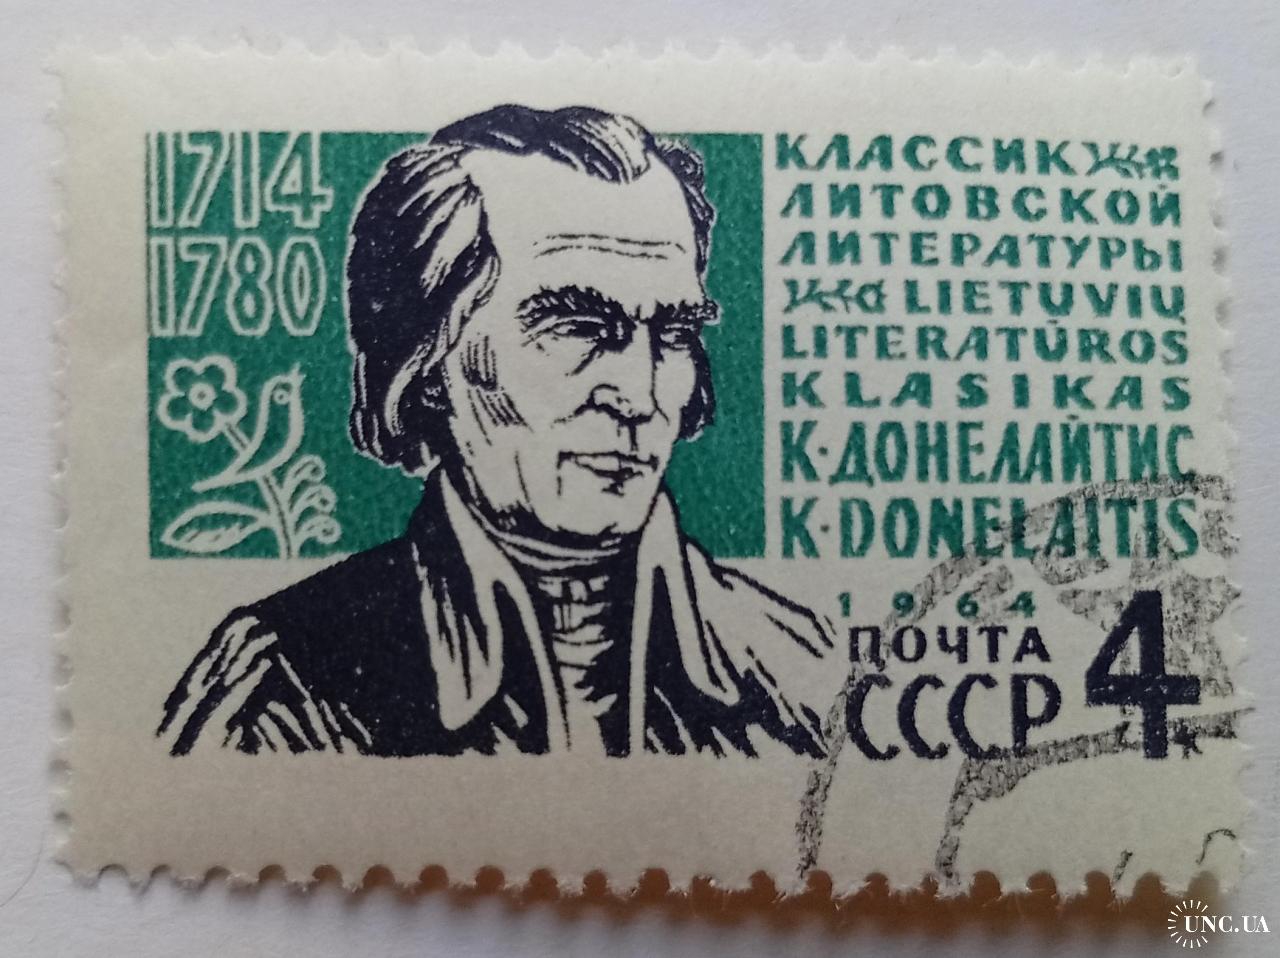 1714
1780
КЛАССИК
ЛИТОВСКОЙ
ЛИТЕРАТУРЫ
LIETUVIŲ
LITERATŪROS
KLASIKAS
К·ДОНЕЛАЙТИС
K·DONELAITIS
1964
ПОЧТА
СССР 4
UNC.UA